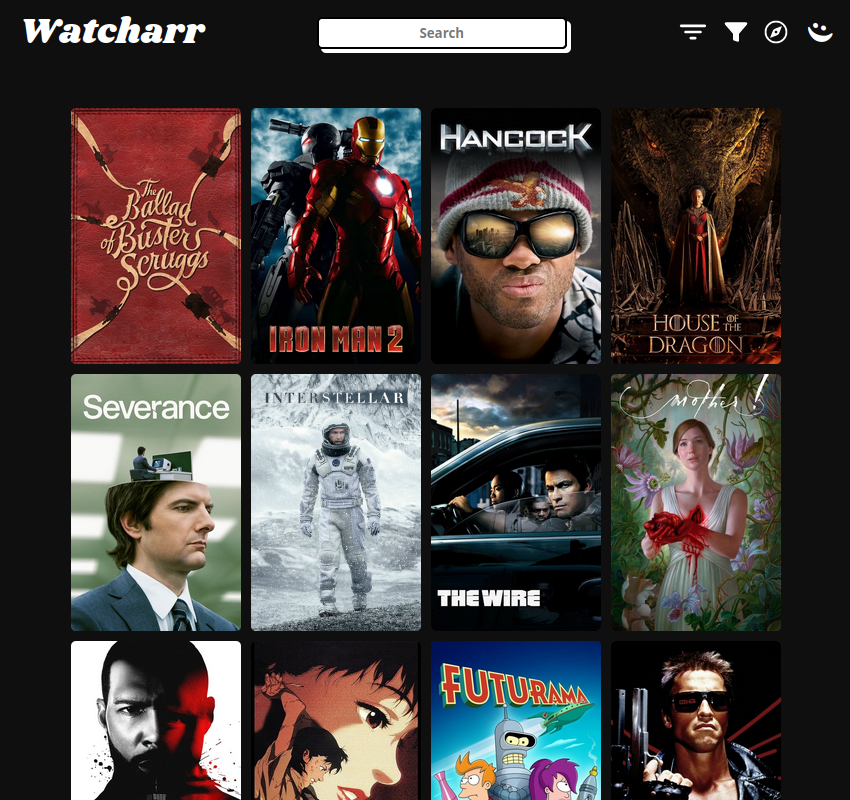 Watcharr
Search
The
Ballad
of Buster
Scruggs
IRON MAN 2
HANCOCK
HOUSE OF THE
DRAGON
Severance
INTERSTELLAR
THE WIRE
mother!
FUTURAMA